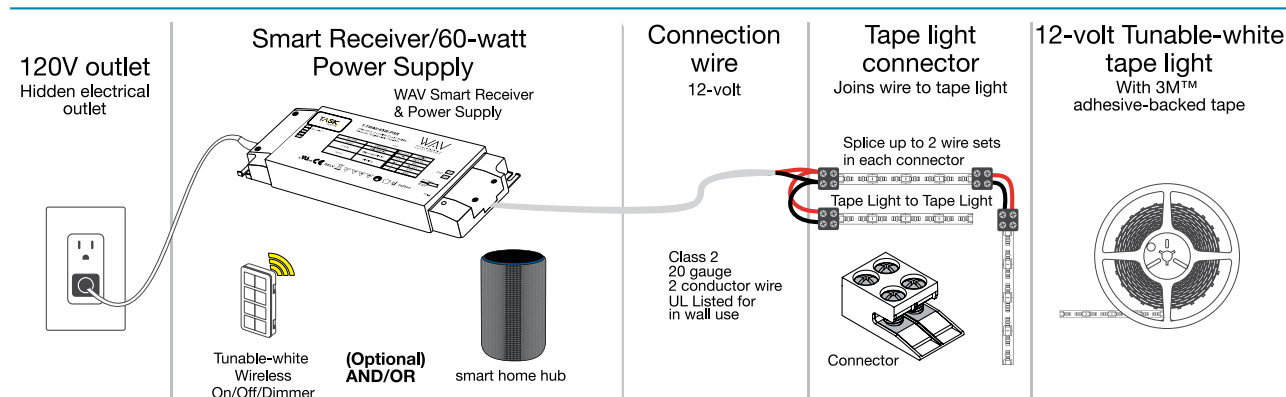 120V outlet
Hidden electrical
outlet
Smart Receiver/60-watt
Power Supply
WAV Smart Receiver
& Power Supply
TASK
WAV
Tunable-white
Wireless
On/Off/Dimmer
(Optional)
AND/OR
smart home hub
Connection
wire
12-volt
Class 2
20 gauge
2 conductor wire
UL Listed for
in wall use
Tape light
connector
Joins wire to tape light
Splice up to 2 wire sets
in each connector
Tape Light to Tape Light
Connector
12-volt Tunable-white
tape light
With 3M™
adhesive-backed tape